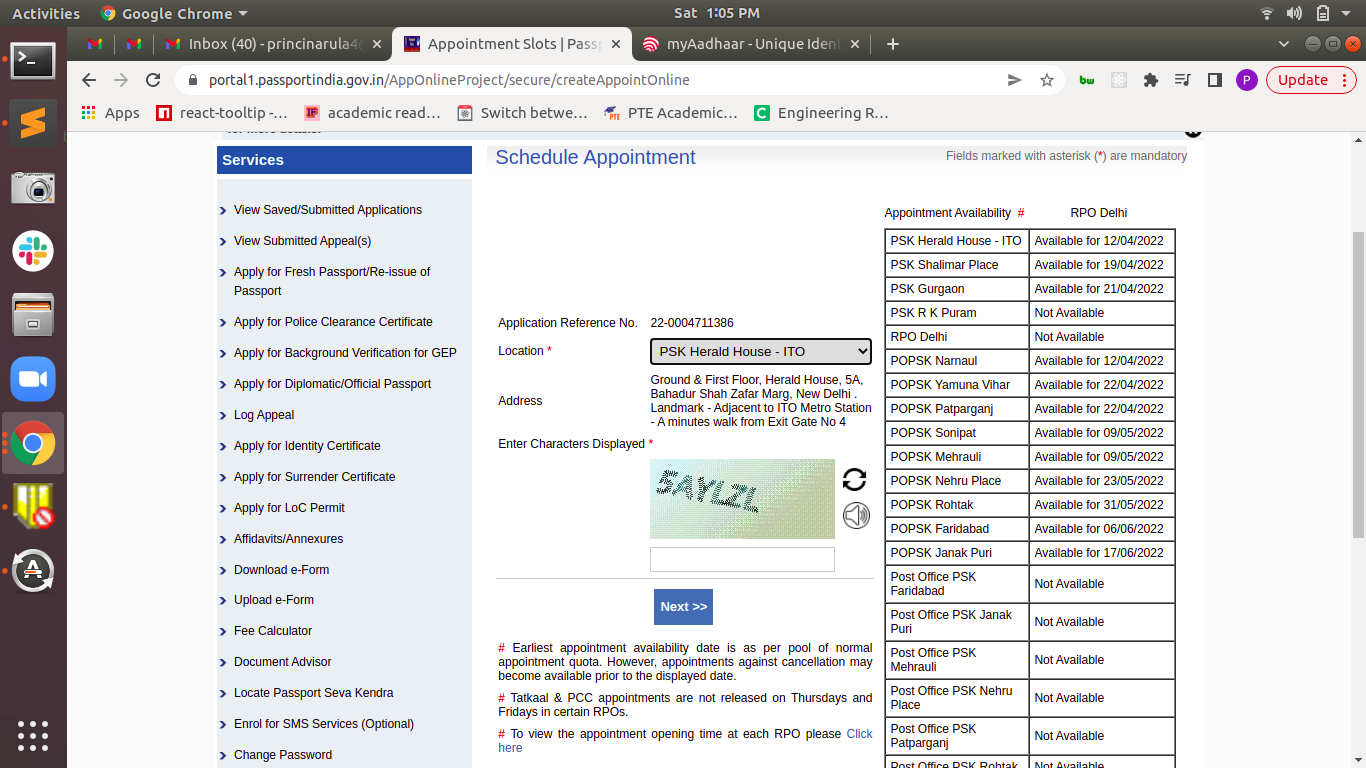 Activities
Google Chrome
Sat 1:05 PM
Inbox (40) - princinarula4
Appointment Slots | Passp
myAadhaar - Unique Ident
portal1.passportindia.gov.in/AppOnlineProject/secure/createAppointOnline
bw
P
Update
Apps
react-tooltip -…
academic read…
Switch betwe…
PTE Academic…
Engineering R…
Services
View Saved/Submitted Applications
View Submitted Appeal(s)
Apply for Fresh Passport/Re-issue of
Passport
Apply for Police Clearance Certificate
Apply for Background Verification for GEP
Apply for Diplomatic/Official Passport
Log Appeal
Apply for Identity Certificate
Apply for Surrender Certificate
Apply for LoC Permit
Affidavits/Annexures
Download e-Form
Upload e-Form
Fee Calculator
Document Advisor
Locate Passport Seva Kendra
Enrol for SMS Services (Optional)
Change Password
Schedule Appointment
Fields marked with asterisk (*) are mandatory
Application Reference No. 22-0004711386
Location * PSK Herald House - ITO
Address
Ground & First Floor, Herald House, 5A,
Bahadur Shah Zafar Marg, New Delhi .
Landmark - Adjacent to ITO Metro Station
- A minutes walk from Exit Gate No 4
Enter Characters Displayed *
Next >>
# Earliest appointment availability date is as per pool of normal
appointment quota. However, appointments against cancellation may
become available prior to the displayed date.
# Tatkaal & PCC appointments are not released on Thursdays and
Fridays in certain RPOs.
# To view the appointment opening time at each RPO please Click
here
Appointment Availability # RPO Delhi
PSK Herald House - ITO Available for 12/04/2022
PSK Shalimar Place Available for 19/04/2022
PSK Gurgaon Available for 21/04/2022
PSK R K Puram Not Available
RPO Delhi Not Available
POPSK Narnaul Available for 12/04/2022
POPSK Yamuna Vihar Available for 22/04/2022
POPSK Patparganj Available for 22/04/2022
POPSK Sonipat Available for 09/05/2022
POPSK Mehrauli Available for 09/05/2022
POPSK Nehru Place Available for 23/05/2022
POPSK Rohtak Available for 31/05/2022
POPSK Faridabad Available for 06/06/2022
POPSK Janak Puri Available for 17/06/2022
Post Office PSK
Faridabad Not Available
Post Office PSK Janak
Puri Not Available
Post Office PSK
Mehrauli Not Available
Post Office PSK Nehru
Place Not Available
Post Office PSK
Patparganj Not Available
Post Office PSK Rohtak Not Available